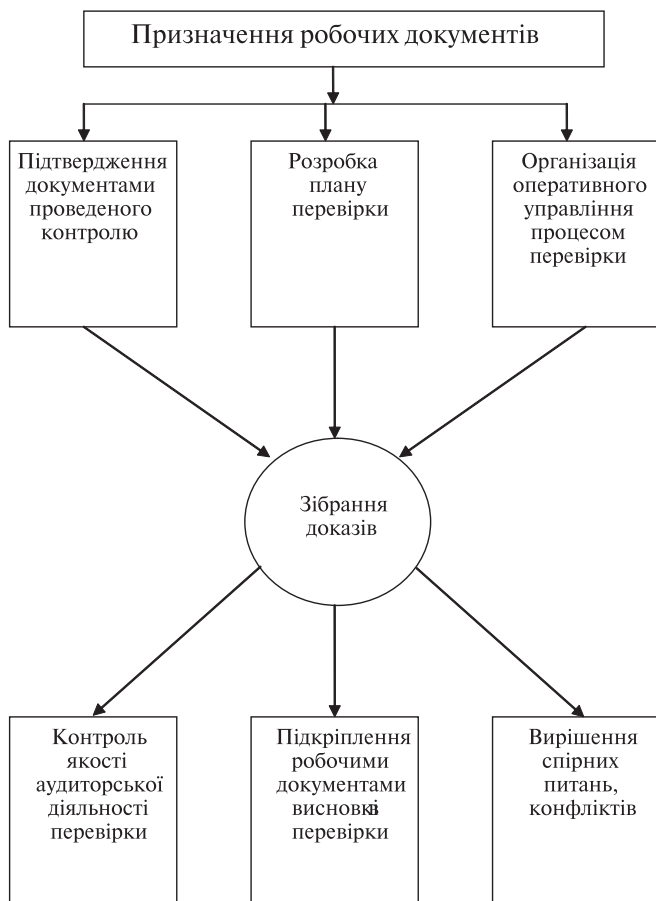 Призначення робочих документів
Підтвердження
документами
проведеного
контролю
Розробка
плану
перевірки
Організація
оперативного
управління
процесом
перевірки
Зібрання
доказів
Контроль
якості
аудиторської
діяльності
перевірки
Підкріплення
робочими
документами
висновків
перевірки
Вирішення
спірних
питань,
конфліктів